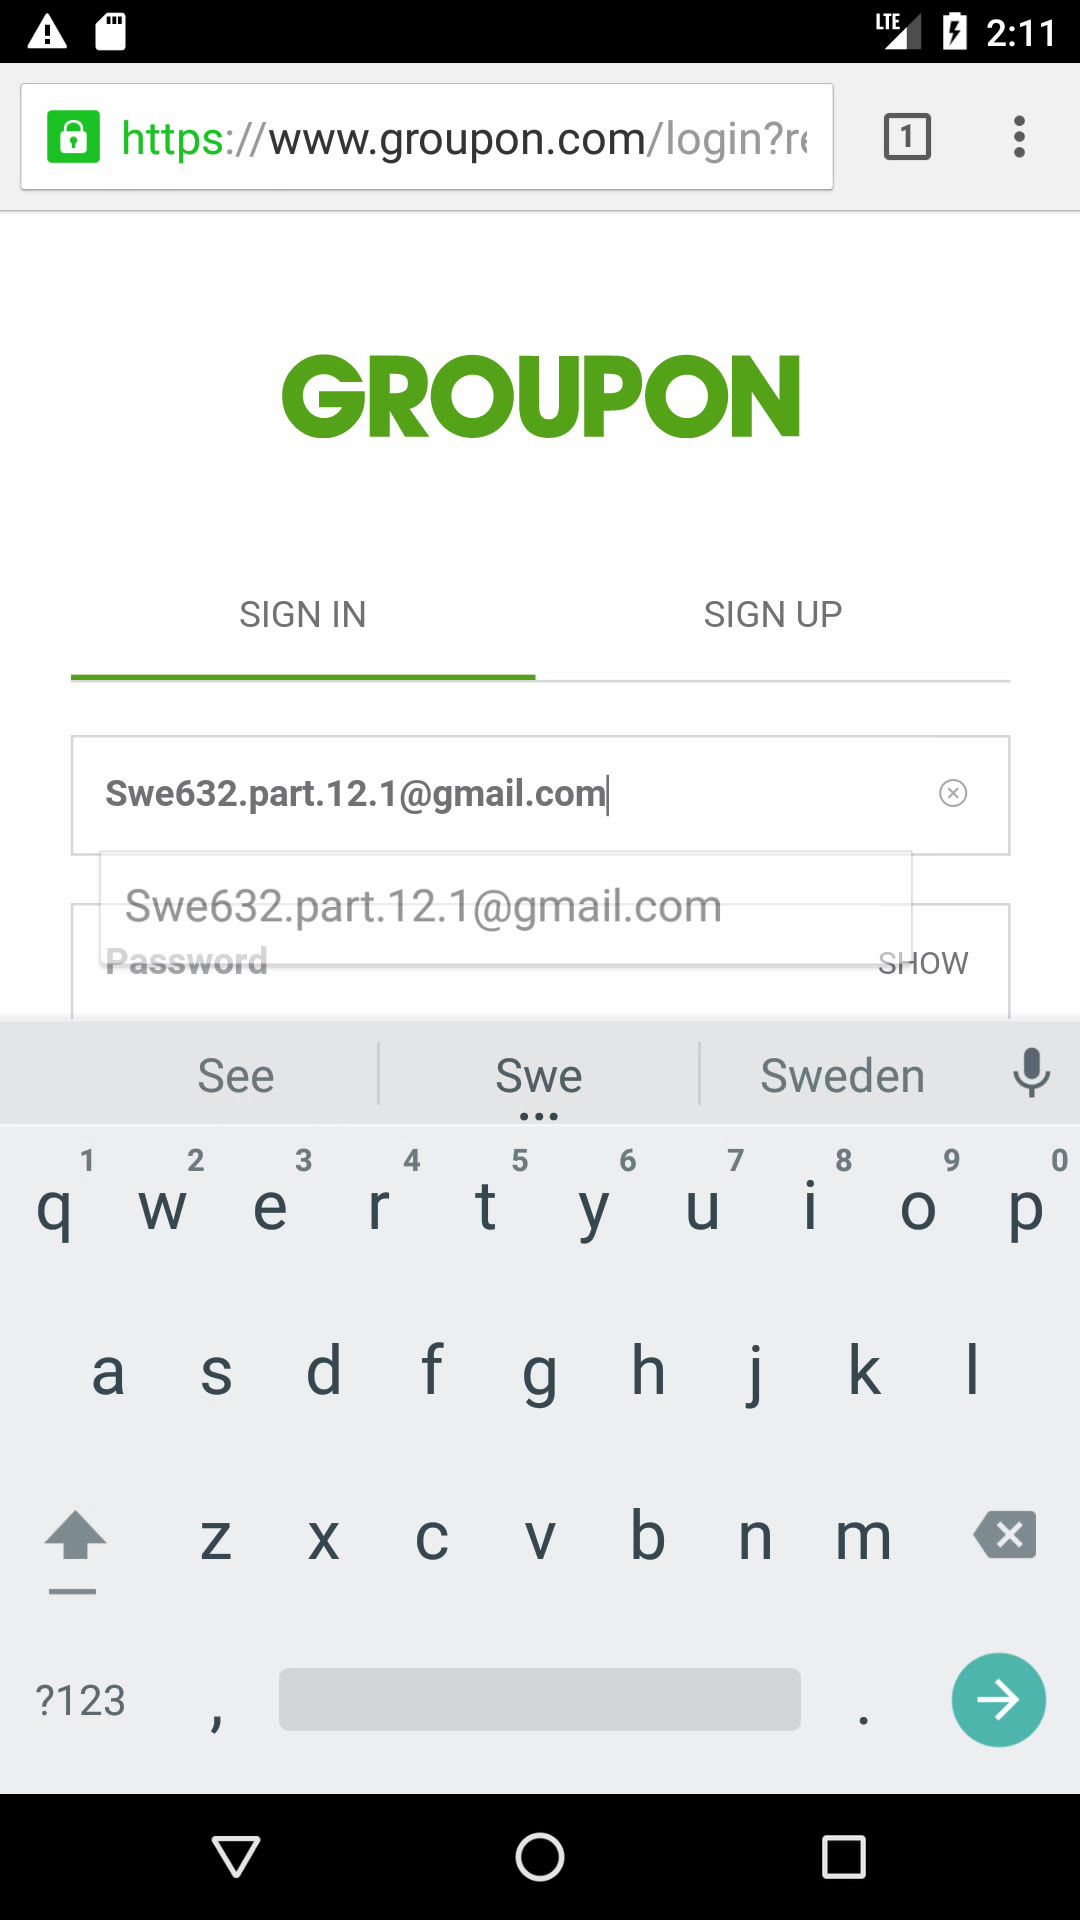 LTE 2:11
https://www.groupon.com/login?re
1
GROUPON
SIGN IN SIGN UP
Swe632.part.12.1@gmail.com
Swe632.part.12.1@gmail.com
Password SHOW
See Swe Sweden
1 2 3 4 5 6 7 8 9 0
q w e r t y u i o p
a s d f g h j k l
z x c v b n m
?123 , .